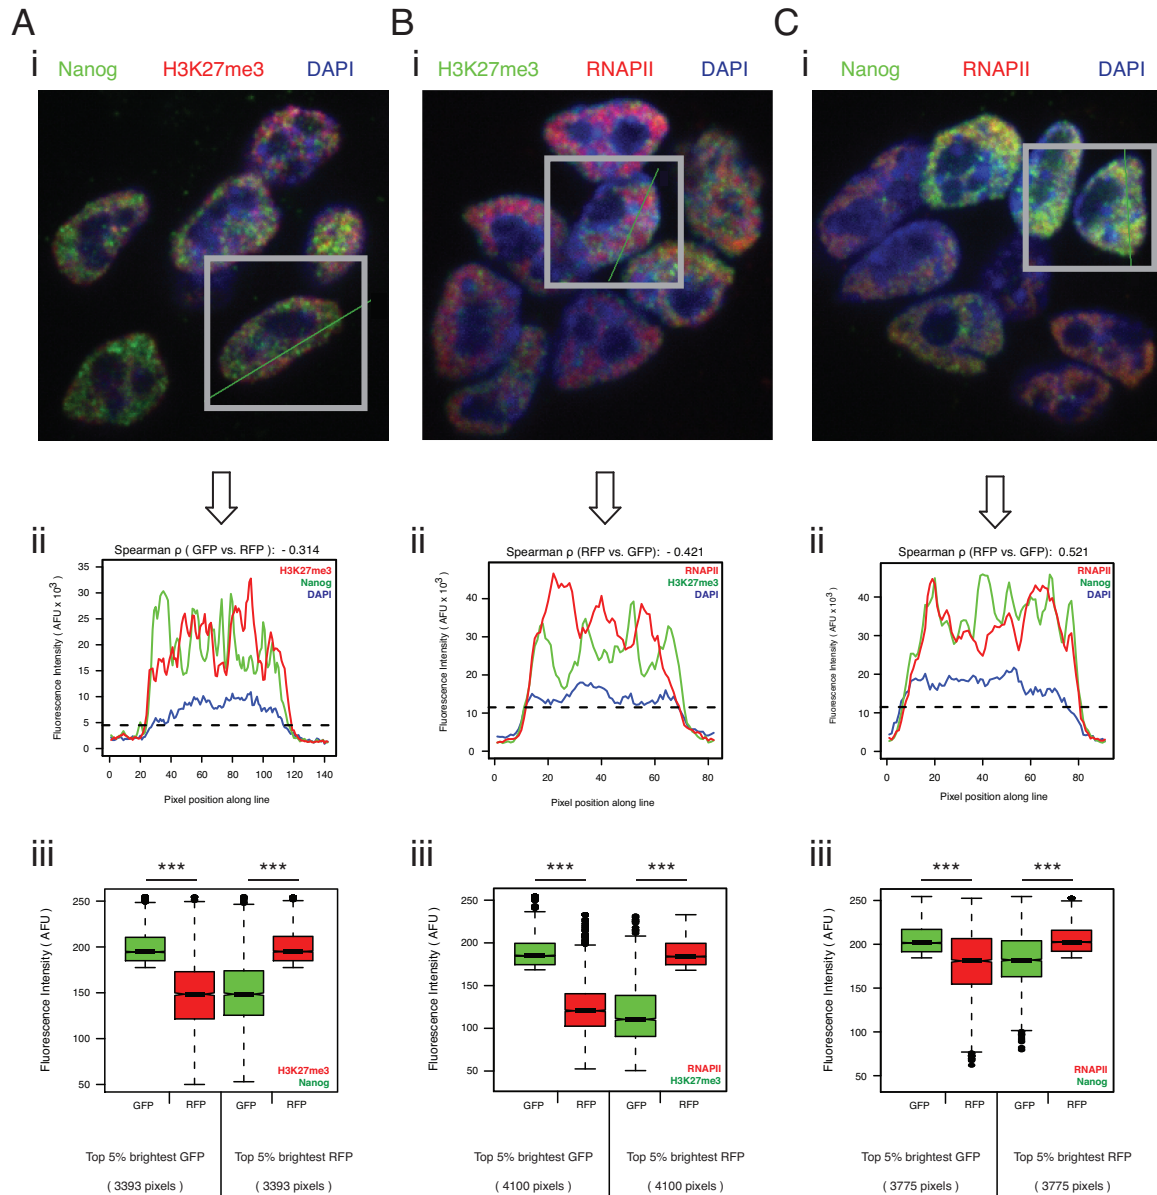 A B C
i Nanog H3K27me3 DAPI
i H3K27me3 RNAPII DAPI
i Nanog RNAPII DAPI
ii
Spearman ρ ( GFP vs. RFP ): - 0.314
H3K27me3
Nanog
DAPI
Fluorescence Intensity ( AFU x 10³ )
35
30
25
20
15
10
5
0
0 20 40 60 80 100 120 140
Pixel position along line
ii
Spearman ρ (RFP vs. GFP): - 0.421
RNAPII
H3K27me3
DAPI
Fluorescence Intensity ( AFU x 10³ )
40
30
20
10
0
0 20 40 60 80
Pixel position along line
ii
Spearman ρ (RFP vs. GFP): 0.521
RNAPII
Nanog
DAPI
Fluorescence Intensity ( AFU x 10³ )
40
30
20
10
0
0 20 40 60 80
Pixel position along line
iii
*** ***
Fluorescence Intensity ( AFU )
250
200
150
100
50
H3K27me3
Nanog
GFP RFP GFP RFP
Top 5% brightest GFP Top 5% brightest RFP
( 3393 pixels ) ( 3393 pixels )
iii
*** ***
Fluorescence Intensity ( AFU )
250
200
150
100
50
RNAPII
H3K27me3
GFP RFP GFP RFP
Top 5% brightest GFP Top 5% brightest RFP
( 4100 pixels ) ( 4100 pixels )
iii
*** ***
Fluorescence Intensity ( AFU )
250
200
150
100
50
RNAPII
Nanog
GFP RFP GFP RFP
Top 5% brightest GFP Top 5% brightest RFP
( 3775 pixels ) ( 3775 pixels )